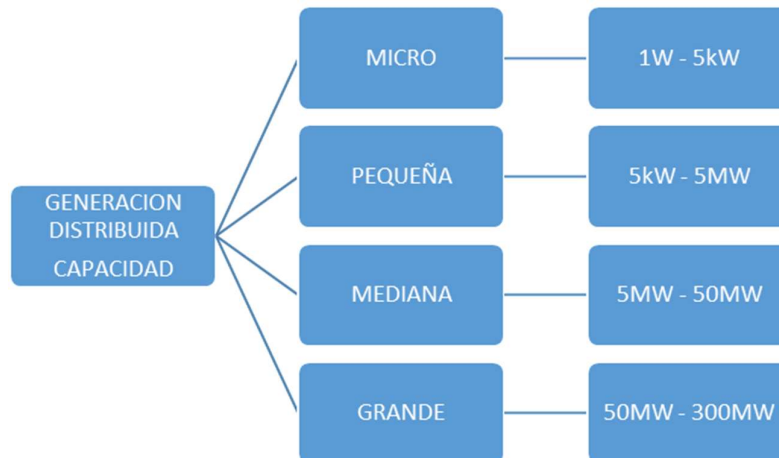 GENERACION
DISTRIBUIDA
CAPACIDAD
MICRO
1W - 5kW
PEQUEÑA
5kW - 5MW
MEDIANA
5MW - 50MW
GRANDE
50MW - 300MW